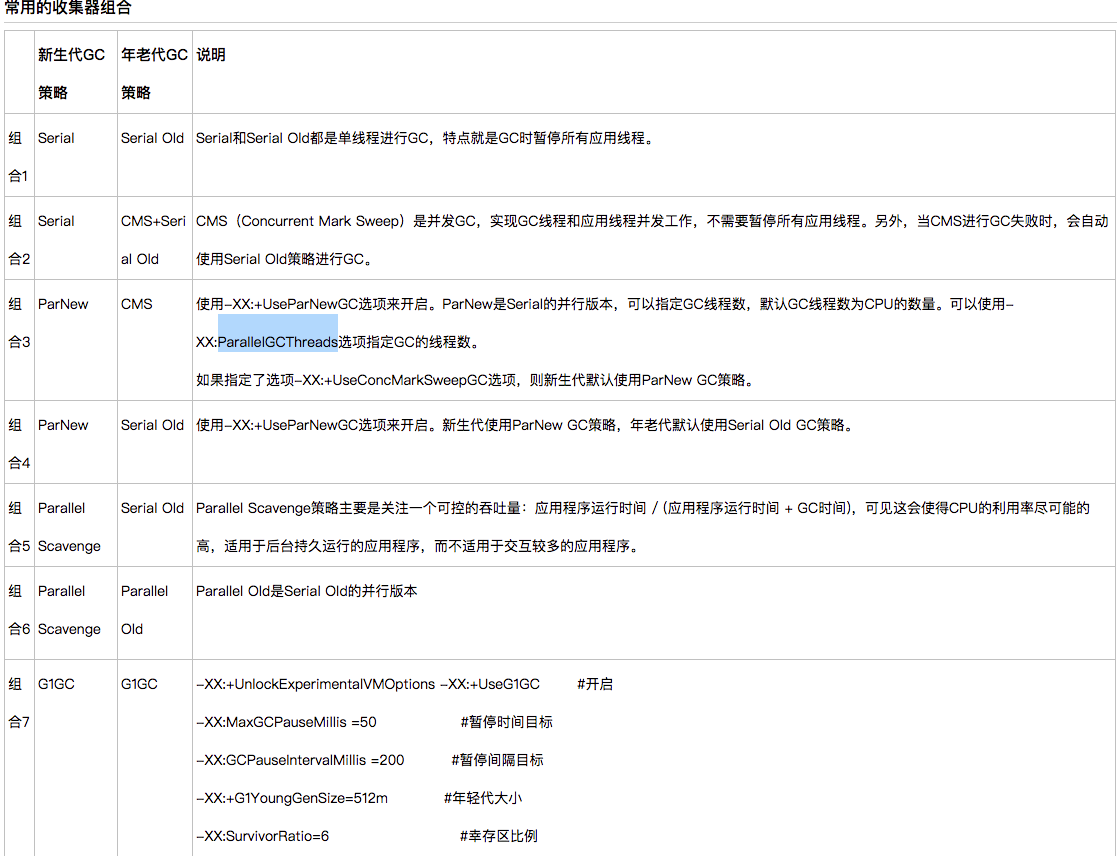 常用的收集器组合
新生代GC 年老代GC 说明
策略 策略
组 Serial Serial Old Serial和Serial Old都是单线程进行GC，特点就是GC时暂停所有应用线程。
合1
组 Serial CMS+Seri CMS（Concurrent Mark Sweep）是并发GC，实现GC线程和应用线程并发工作，不需要暂停所有应用线程。另外，当CMS进行GC失败时，会自动
合2 al Old 使用Serial Old策略进行GC。
组 ParNew CMS 使用-XX:+UseParNewGC选项来开启。ParNew是Serial的并行版本，可以指定GC线程数，默认GC线程数为CPU的数量。可以使用-
合3 XX:ParallelGCThreads选项指定GC的线程数。
如果指定了选项-XX:+UseConcMarkSweepGC选项，则新生代默认使用ParNew GC策略。
组 ParNew Serial Old 使用-XX:+UseParNewGC选项来开启。新生代使用ParNew GC策略，年老代默认使用Serial Old GC策略。
合4
组 Parallel Serial Old Parallel Scavenge策略主要是关注一个可控的吞吐量：应用程序运行时间 / (应用程序运行时间 + GC时间)，可见这会使得CPU的利用率尽可能的
合5 Scavenge 高，适用于后台持久运行的应用程序，而不适用于交互较多的应用程序。
组 Parallel Parallel Parallel Old是Serial Old的并行版本
合6 Scavenge Old
组 G1GC G1GC -XX:+UnlockExperimentalVMOptions -XX:+UseG1GC #开启
合7 -XX:MaxGCPauseMillis =50 #暂停时间目标
-XX:GCPauseIntervalMillis =200 #暂停间隔目标
-XX:+G1YoungGenSize=512m #年轻代大小
-XX:SurvivorRatio=6 #幸存区比例